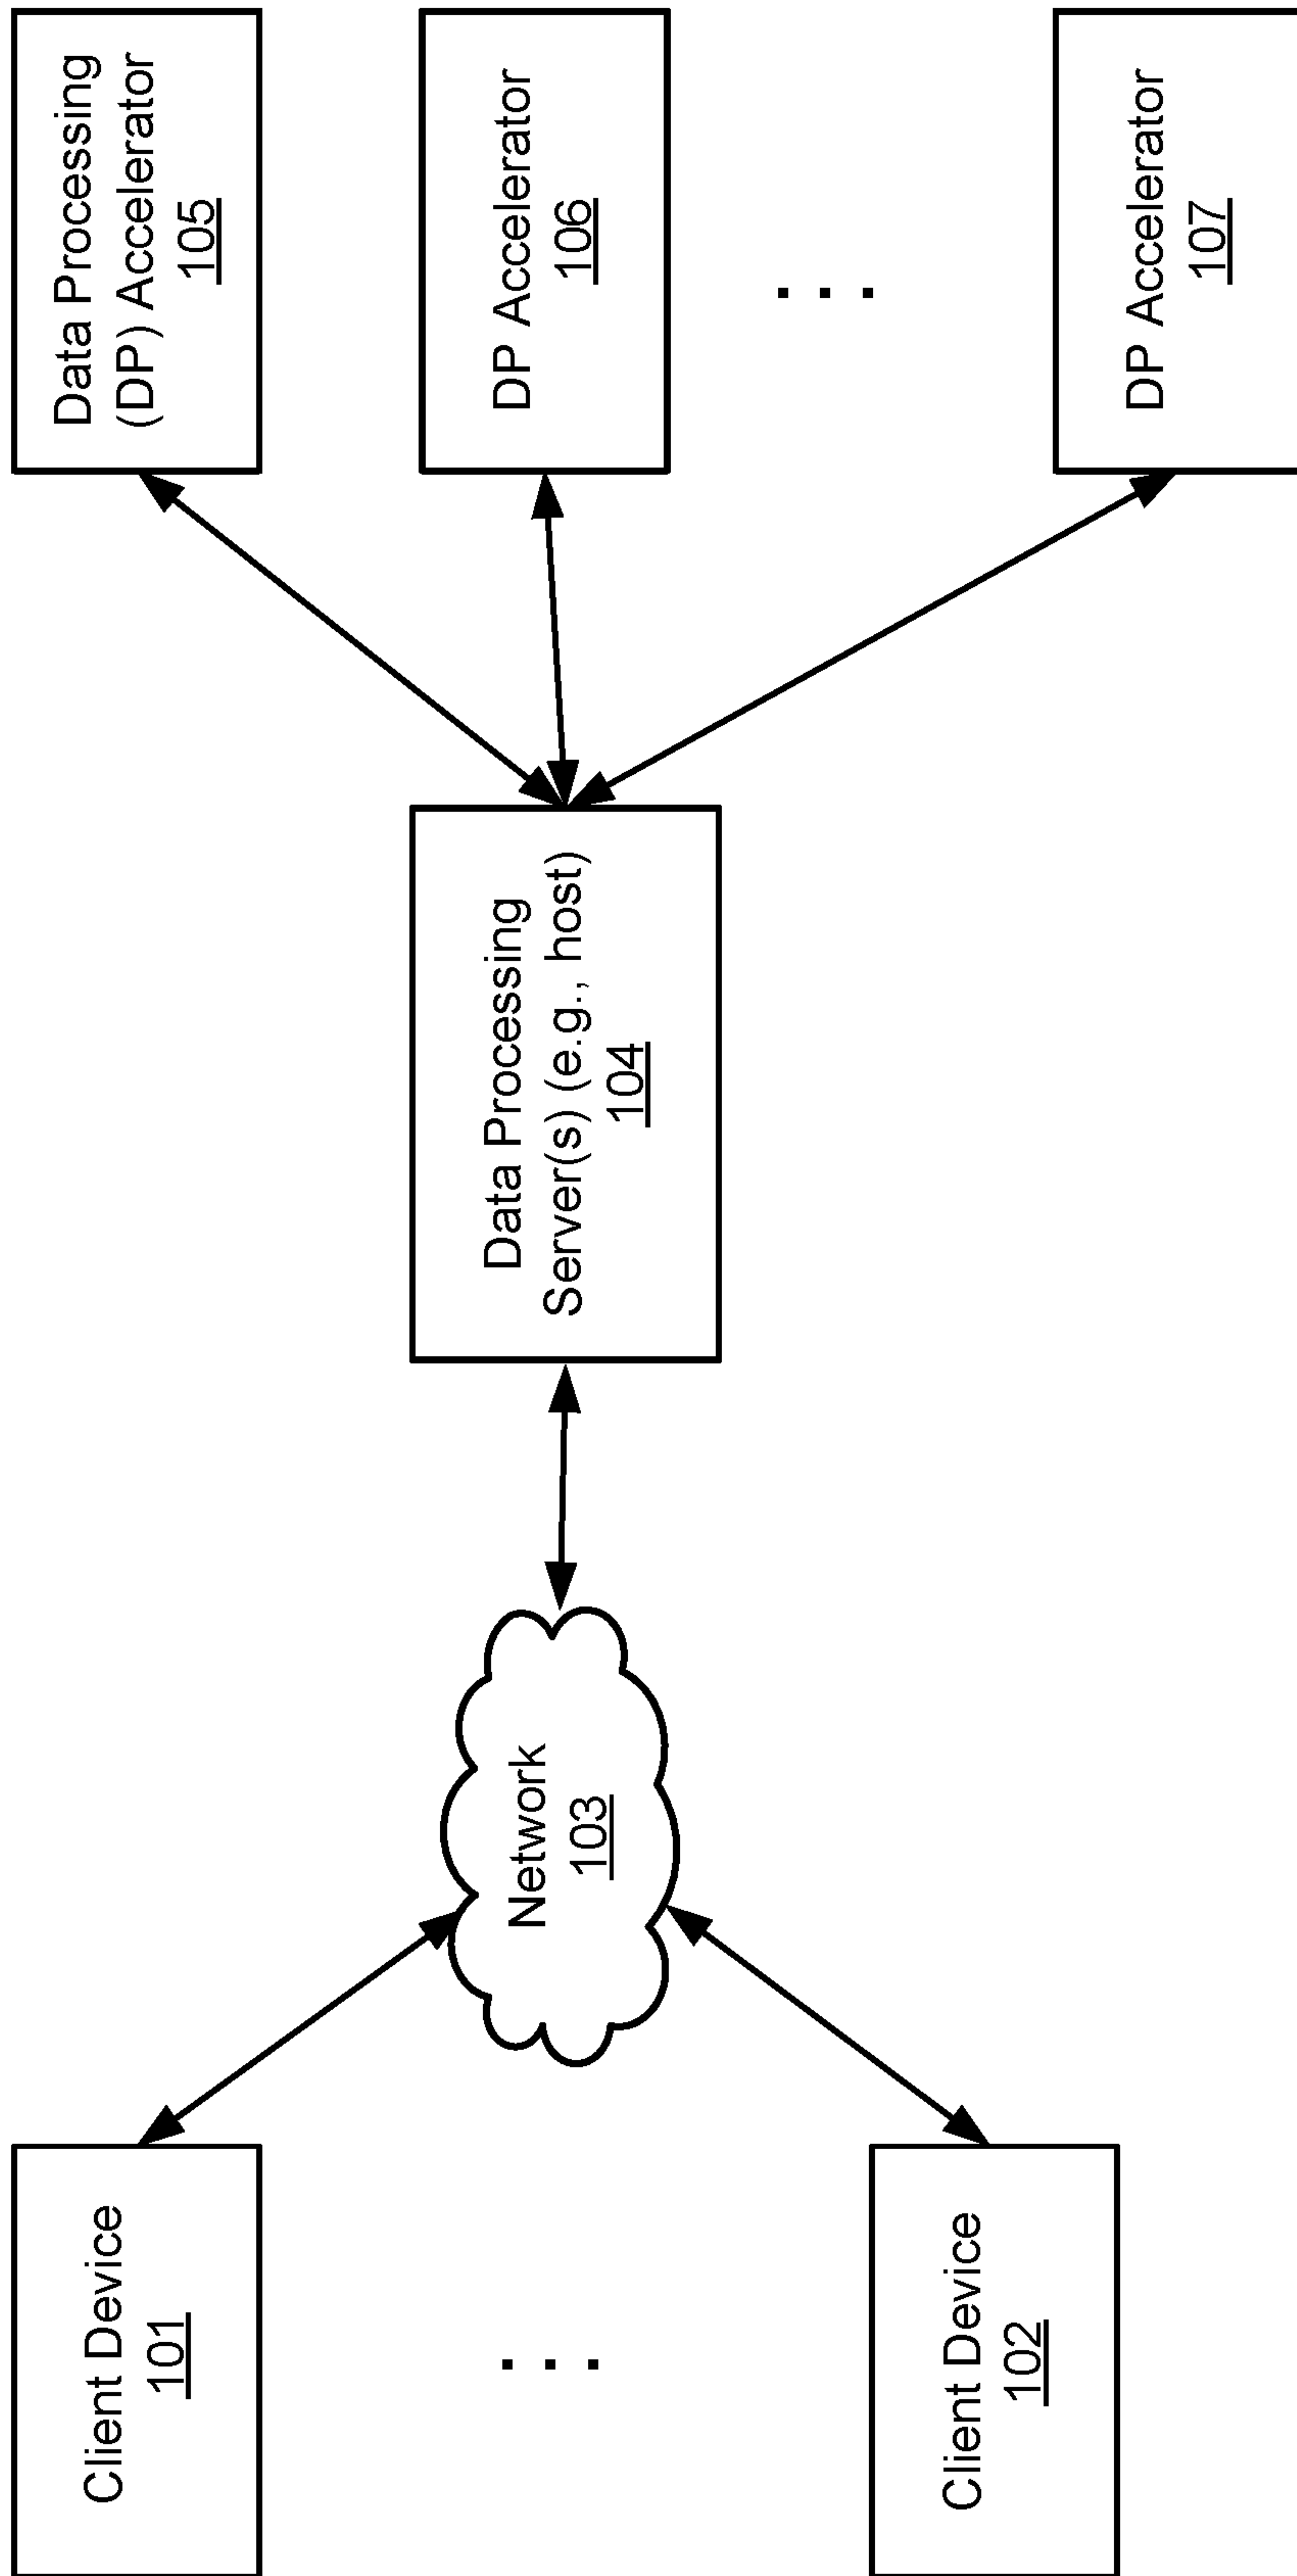 Client Device
101
. . .
Client Device
102
Network
103
Data Processing
Server(s) (e.g., host)
104
Data Processing
(DP) Accelerator
105
DP Accelerator
106
. . .
DP Accelerator
107